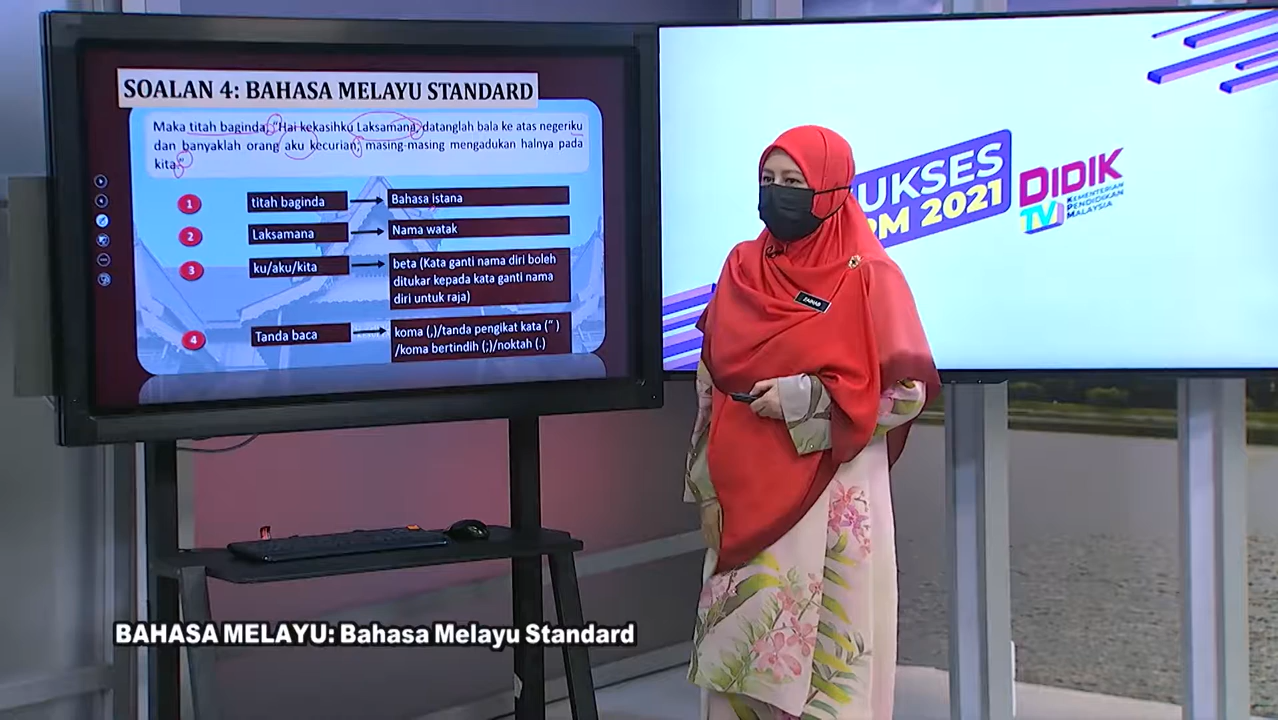 SOALAN 4: BAHASA MELAYU STANDARD
Maka titah baginda, "Hai kekasihku Laksamana, datanglah bala ke atas negeriku
dan banyaklah orang aku kecurian; masing-masing mengadukan halnya pada
kita."
1 titah baginda Bahasa istana
2 Laksamana Nama watak
3 ku/aku/kita beta (Kata ganti nama diri boleh
ditukar kepada kata ganti nama
diri untuk raja)
4 Tanda baca koma (,)/tanda pengikat kata (" )
/koma bertindih (;)/noktah (.)
UKSES
PM 2021
DIDIK
TV
KEMENTERIAN
PENDIDIKAN
MALAYSIA
ZAINAB
BAHASA MELAYU: Bahasa Melayu Standard